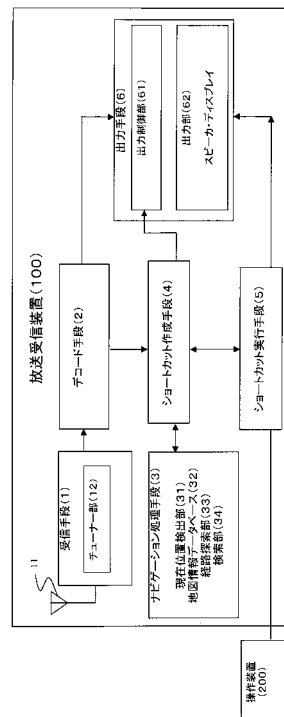 放送受信装置(100)
11
受信手段(1)
チューナー部(12)
デコード手段(2)
出力手段(6)
出力制御部(61)
出力部(62)
スピーカ・ディスプレイ
ナビゲーション処理手段(3)
現在位置検出部(31)
地図情報データベース(32)
経路探索部(33)
検索部(34)
ショートカット作成手段(4)
ショートカット実行手段(5)
操作装置
(200)